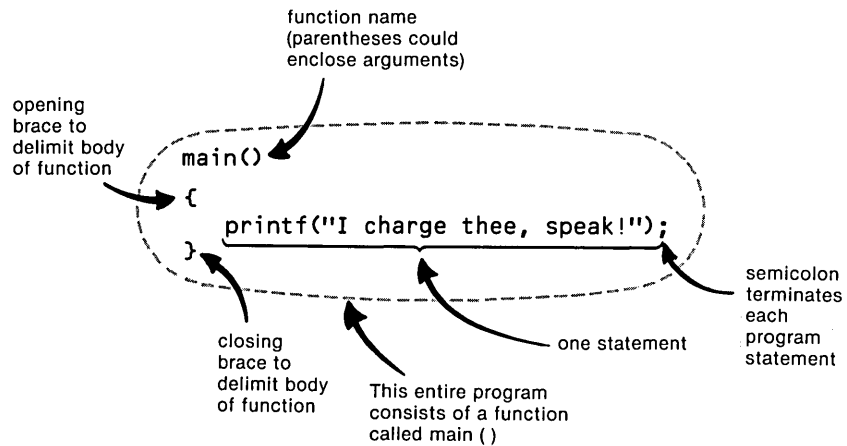 function name
(parentheses could
enclose arguments)
opening
brace to
delimit body
of function
main()
{
printf("I charge thee, speak!");
}
semicolon
terminates
each
program
statement
one statement
closing
brace to
delimit body
of function
This entire program
consists of a function
called main ( )